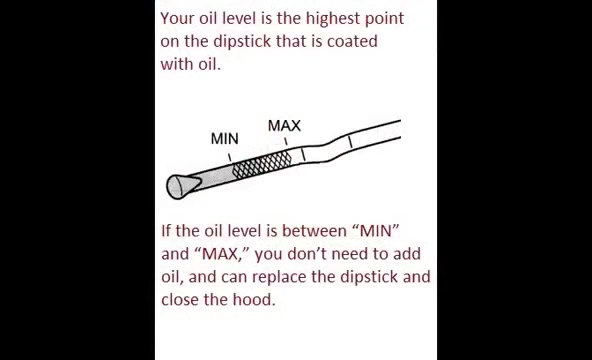 Your oil level is the highest point
on the dipstick that is coated
with oil.
MAX
MIN
If the oil level is between “MIN”
and “MAX,” you don’t need to add
oil, and can replace the dipstick and
close the hood.